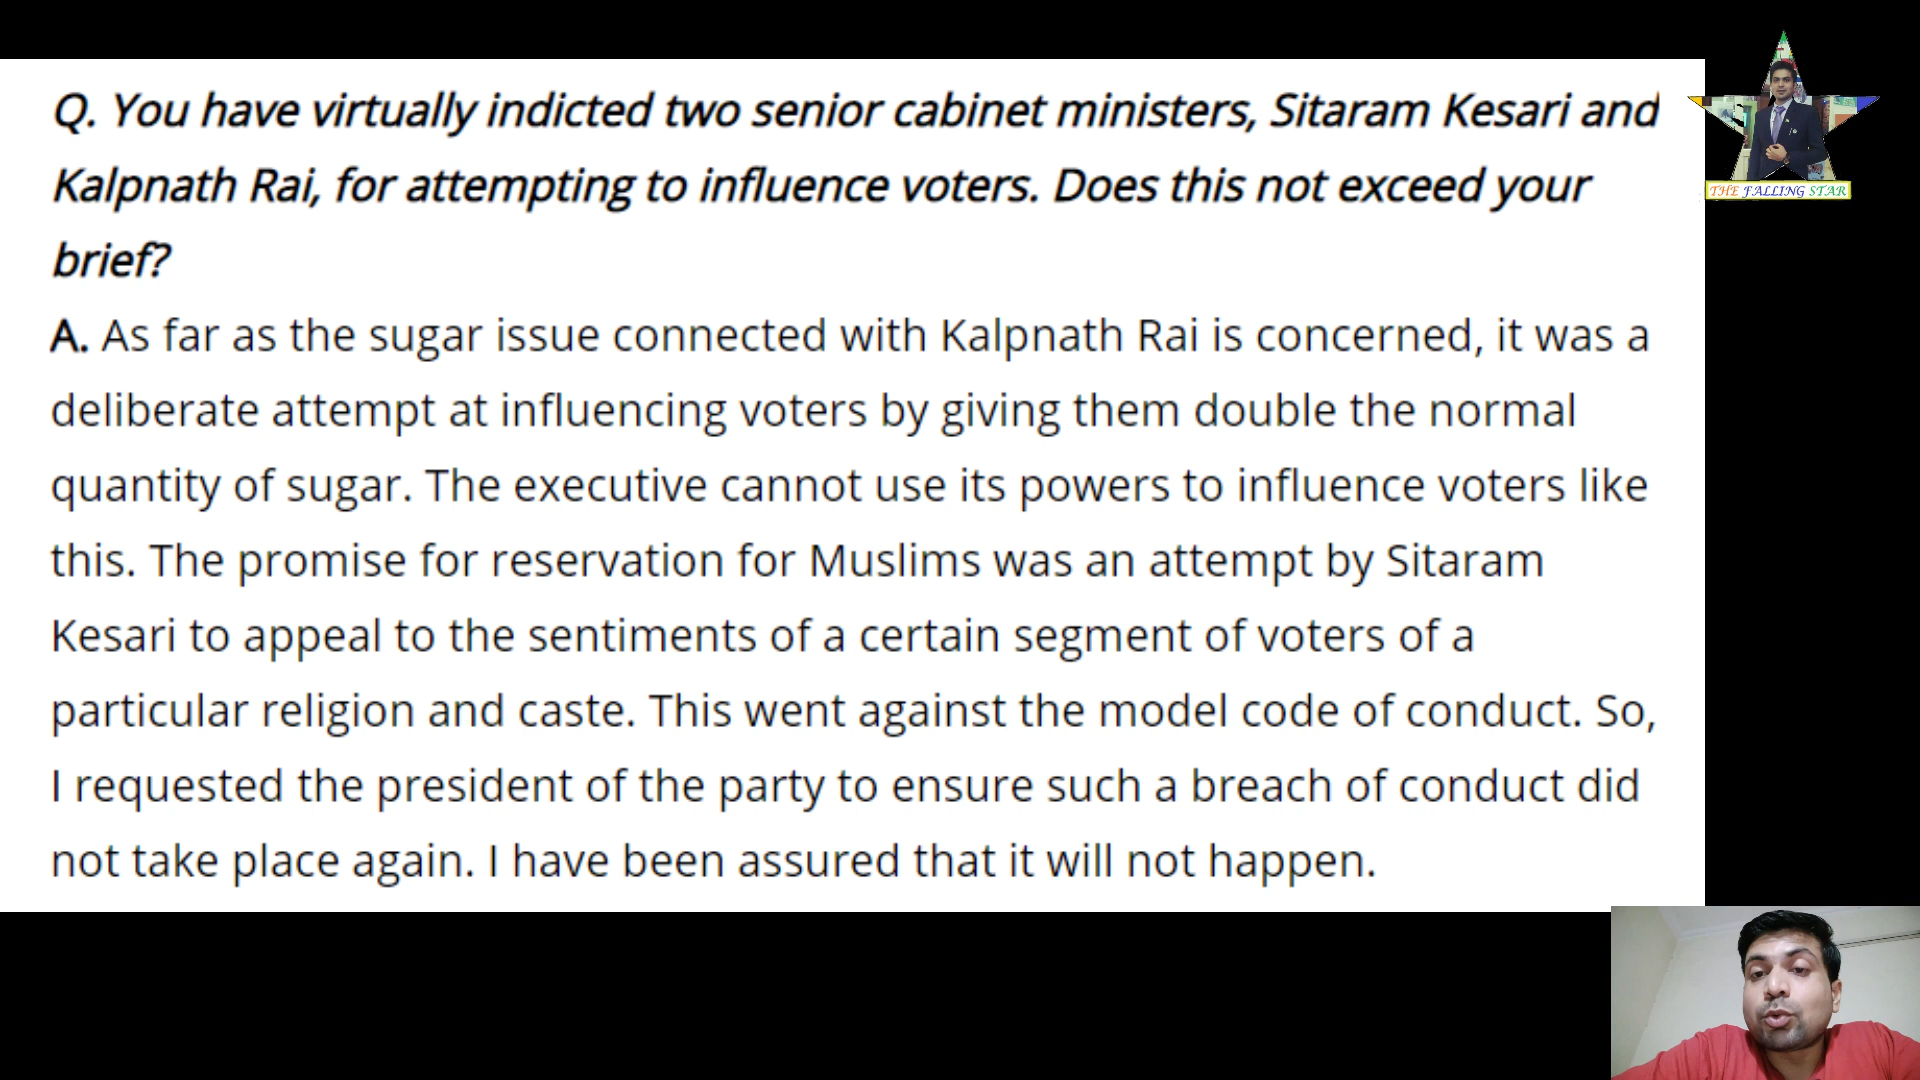 Q. You have virtually indicted two senior cabinet ministers, Sitaram Kesari and
Kalpnath Rai, for attempting to influence voters. Does this not exceed your
brief?
A. As far as the sugar issue connected with Kalpnath Rai is concerned, it was a
deliberate attempt at influencing voters by giving them double the normal
quantity of sugar. The executive cannot use its powers to influence voters like
this. The promise for reservation for Muslims was an attempt by Sitaram
Kesari to appeal to the sentiments of a certain segment of voters of a
particular religion and caste. This went against the model code of conduct. So,
I requested the president of the party to ensure such a breach of conduct did
not take place again. I have been assured that it will not happen.
THE FALLING STAR